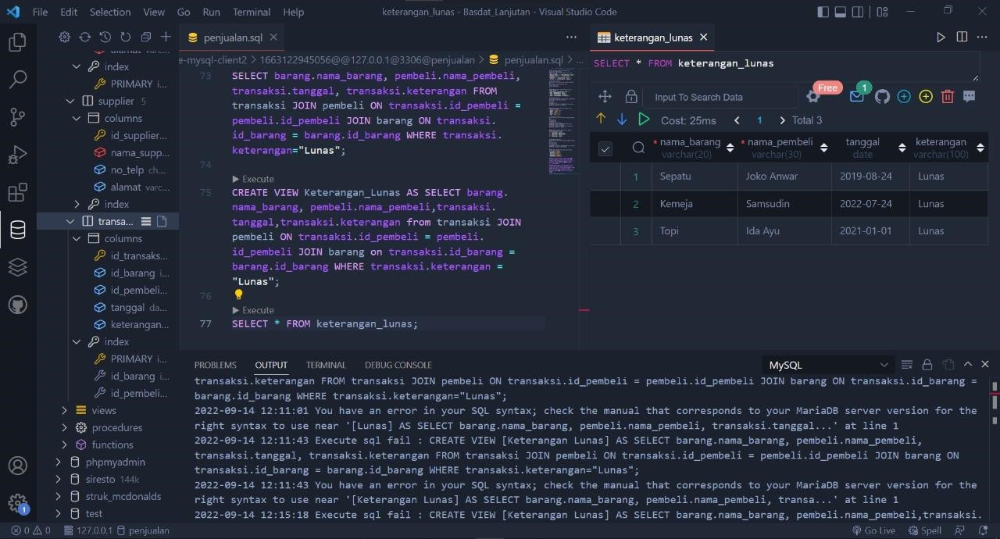 File Edit Selection View Go Run Terminal Help
keterangan_lunas - Basdat_Lanjutan - Visual Studio Code
alamat varc...
index
PRIMARY i...
supplier 5
columns
id_supplier...
nama_supp...
no_telp ch...
alamat varc...
index
transa...
columns
id_transaks...
id_barang i...
id_pembeli...
tanggal da...
keterangan...
index
PRIMARY i...
id_barang i...
id_pembeli...
views
procedures
functions
phpmyadmin
siresto 144k
struk_mcdonalds
test
1
penjualan.sql
e-mysql-client2 > 1663122945056@@127.0.0.1@3306@penjualan > penjualan.sql > ...
73 SELECT barang.nama_barang, pembeli.nama_pembeli,
transaksi.tanggal, transaksi.keterangan FROM
transaksi JOIN pembeli ON transaksi.id_pembeli =
pembeli.id_pembeli JOIN barang ON transaksi.
id_barang = barang.id_barang WHERE transaksi.
keterangan="Lunas";
74
Execute
75 CREATE VIEW Keterangan_Lunas AS SELECT barang.
nama_barang, pembeli.nama_pembeli,transaksi.
tanggal,transaksi.keterangan from transaksi JOIN
pembeli ON transaksi.id_pembeli = pembeli.
id_pembeli JOIN barang on transaksi.id_barang =
barang.id_barang WHERE transaksi.keterangan =
"Lunas";
76
Execute
77 SELECT * FROM keterangan_lunas;
keterangan_lunas
SELECT * FROM keterangan_lunas
Input To Search Data
Free
1
Cost: 25ms < 1 > Total 3
* nama_barang * nama_pembeli tanggal keterangan
varchar(20) varchar(30) date varchar(100)
1 Sepatu Joko Anwar 2019-08-24 Lunas
2 Kemeja Samsudin 2022-07-24 Lunas
3 Topi Ida Ayu 2021-01-01 Lunas
PROBLEMS OUTPUT TERMINAL DEBUG CONSOLE
MySQL
transaksi.keterangan FROM transaksi JOIN pembeli ON transaksi.id_pembeli = pembeli.id_pembeli JOIN barang ON transaksi.id_barang =
barang.id_barang WHERE transaksi.keterangan="Lunas";
2022-09-14 12:11:01 You have an error in your SQL syntax; check the manual that corresponds to your MariaDB server version for the
right syntax to use near '[Lunas] AS SELECT barang.nama_barang, pembeli.nama_pembeli, transaksi.tanggal...' at line 1
2022-09-14 12:11:43 Execute sql fail : CREATE VIEW [Keterangan Lunas] AS SELECT barang.nama_barang, pembeli.nama_pembeli,
transaksi.tanggal, transaksi.keterangan FROM transaksi JOIN pembeli ON transaksi.id_pembeli = pembeli.id_pembeli JOIN barang ON
transaksi.id_barang = barang.id_barang WHERE transaksi.keterangan="Lunas";
2022-09-14 12:11:43 You have an error in your SQL syntax; check the manual that corresponds to your MariaDB server version for the
right syntax to use near '[Keterangan Lunas] AS SELECT barang.nama_barang, pembeli.nama_pembeli, transa...' at line 1
2022-09-14 12:15:18 Execute sql fail : CREATE VIEW [Keterangan Lunas] AS SELECT barang.nama_barang, pembeli.nama_pembeli,transaksi.
0 0 127.0.0.1 penjualan
Go Live Spell